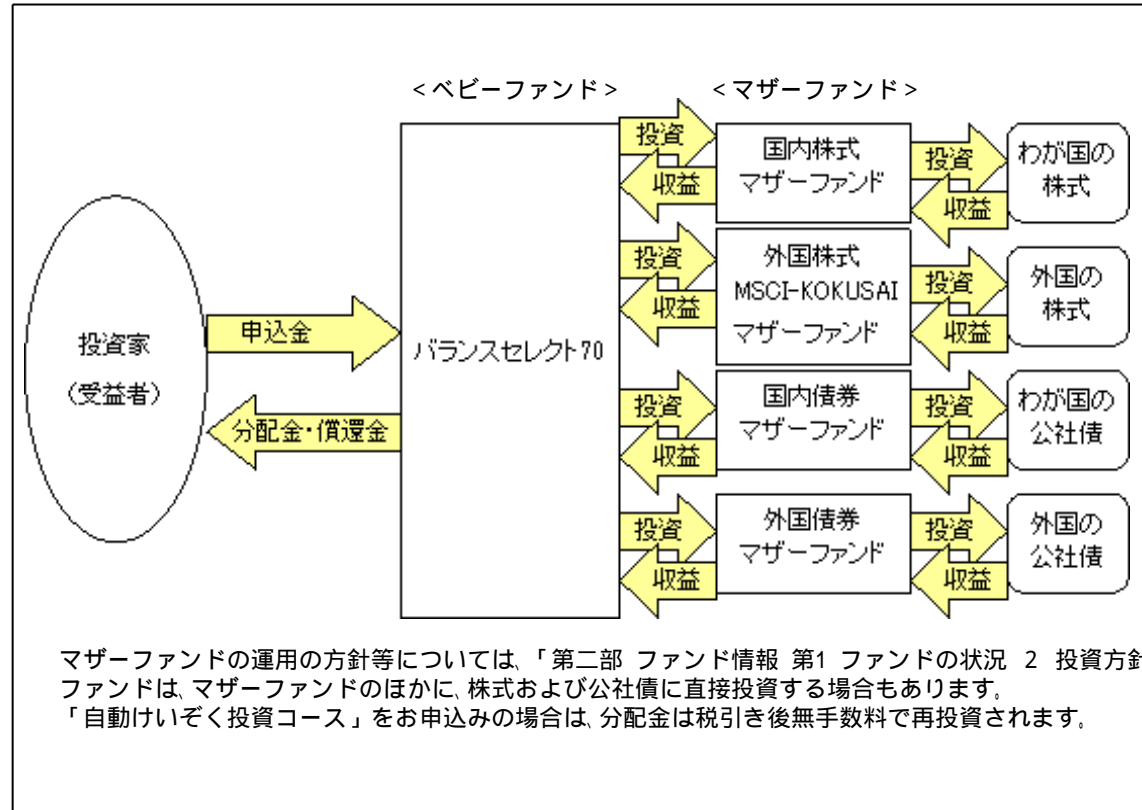 <ベビーファンド>
<マザーファンド>
投資家
(受益者)
申込金
分配金・償還金
バランスセレクト70
投資
収益
国内株式
マザーファンド
投資
収益
わが国の
株式
投資
収益
外国株式
MSCI-KOKUSAI
マザーファンド
投資
収益
外国の
株式
投資
収益
国内債券
マザーファンド
投資
収益
わが国の
公社債
投資
収益
外国債券
マザーファンド
投資
収益
外国の
公社債
マザーファンドの運用の方針等については、「第二部 ファンド情報 第1 ファンドの状況 2 投資方針
ファンドは、マザーファンドのほかに、株式および公社債に直接投資する場合もあります。
「自動けいぞく投資コース」をお申込みの場合は、分配金は税引き後無手数料で再投資されます。